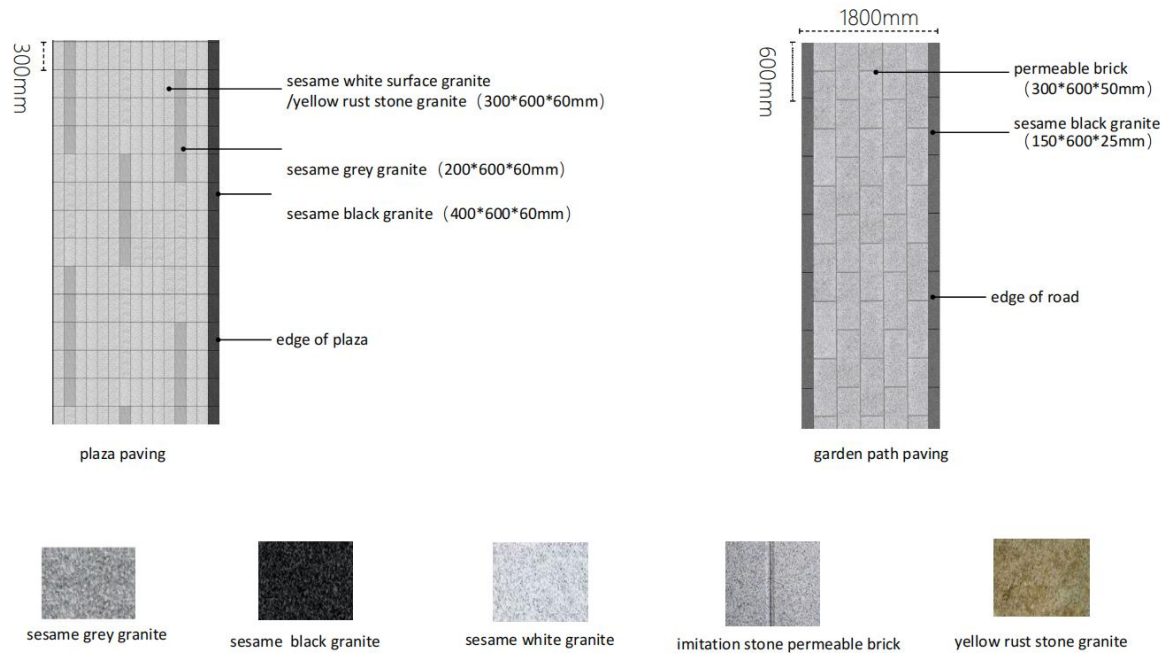 300mm
sesame white surface granite
/yellow rust stone granite（300*600*60mm）
sesame grey granite（200*600*60mm）
sesame black granite（400*600*60mm）
edge of plaza
plaza paving
1800mm
600mm
permeable brick
（300*600*50mm）
sesame black granite
（150*600*25mm）
edge of road
garden path paving
sesame grey granite
sesame black granite
sesame white granite
imitation stone permeable brick
yellow rust stone granite